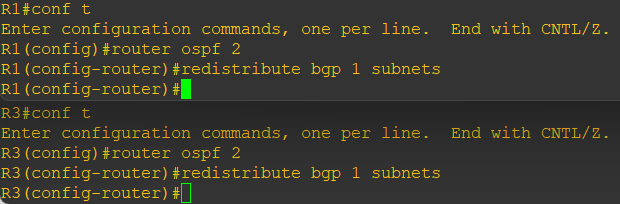 R1#conf t
Enter configuration commands, one per line.  End with CNTL/Z.
R1(config)#router ospf 2
R1(config-router)#redistribute bgp 1 subnets
R1(config-router)#
R3#conf t
Enter configuration commands, one per line.  End with CNTL/Z.
R3(config)#router ospf 2
R3(config-router)#redistribute bgp 1 subnets
R3(config-router)#